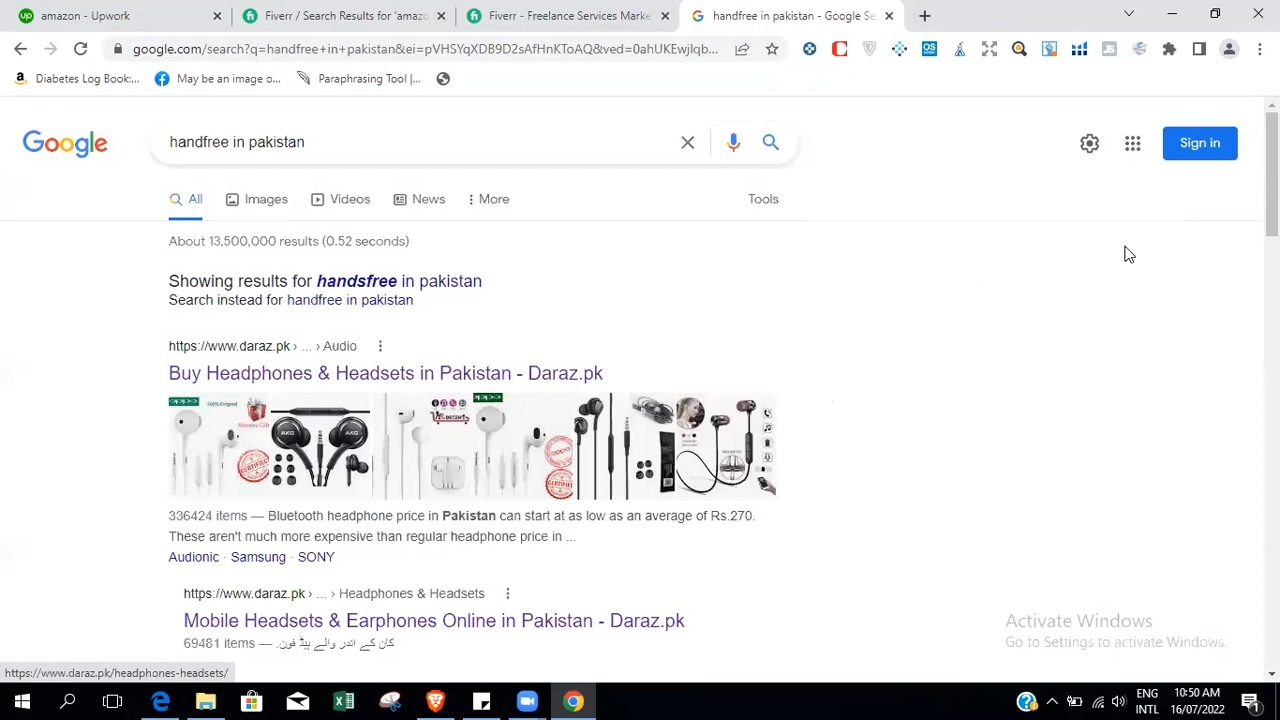 amazon - Upwork
Fiverr / Search Results for 'amazo
Fiverr - Freelance Services Marke
handfree in pakistan - Google Se
google.com/search?q=handfree+in+pakistan&ei=pVHSYqXDB9D2sAfHnKToAQ&ved=0ahUKEwjlqb...
Diabetes Log Book:...
May be an image o...
Paraphrasing Tool |...
Google
handfree in pakistan
Sign in
All
Images
Videos
News
More
Tools
About 13,500,000 results (0.52 seconds)
Showing results for handsfree in pakistan
Search instead for handfree in pakistan
https://www.daraz.pk › ... › Audio
Buy Headphones & Headsets in Pakistan - Daraz.pk
336424 items — Bluetooth headphone price in Pakistan can start at as low as an average of Rs.270.
These aren't much more expensive than regular headphone price in ...
Audionic · Samsung · SONY
https://www.daraz.pk › ... › Headphones & Headsets
Mobile Headsets & Earphones Online in Pakistan - Daraz.pk
69481 items — کان کے اندر والے ہیڈ فون.
Activate Windows
Go to Settings to activate Windows.
https://www.daraz.pk/headphones-headsets/
ENG
INTL
10:50 AM
16/07/2022